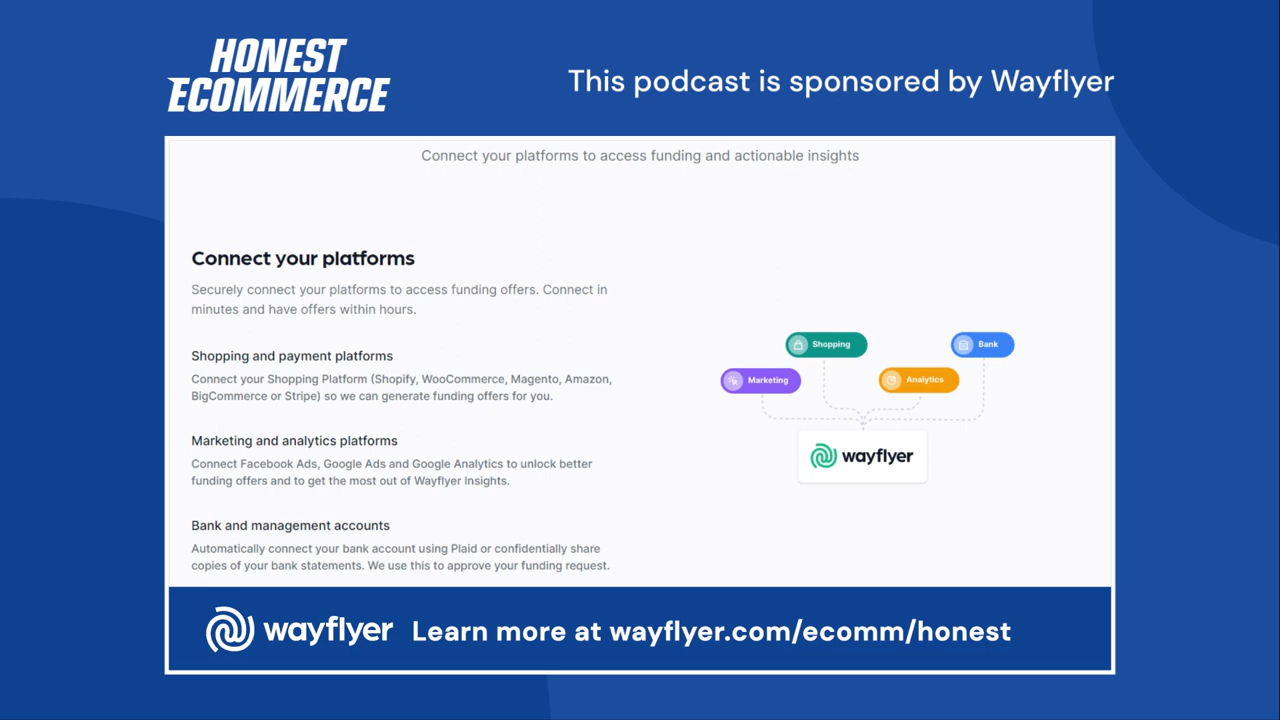 HONEST
ECOMMERCE
This podcast is sponsored by Wayflyer
Connect your platforms to access funding and actionable insights
Connect your platforms
Securely connect your platforms to access funding offers. Connect in
minutes and have offers within hours.
Shopping and payment platforms
Connect your Shopping Platform (Shopify, WooCommerce, Magento, Amazon,
BigCommerce or Stripe) so we can generate funding offers for you.
Marketing and analytics platforms
Connect Facebook Ads, Google Ads and Google Analytics to unlock better
funding offers and to get the most out of Wayflyer Insights.
Bank and management accounts
Automatically connect your bank account using Plaid or confidentially share
copies of your bank statements. We use this to approve your funding request.
Shopping
Bank
Marketing
Analytics
wayflyer
wayflyer
Learn more at wayflyer.com/ecomm/honest